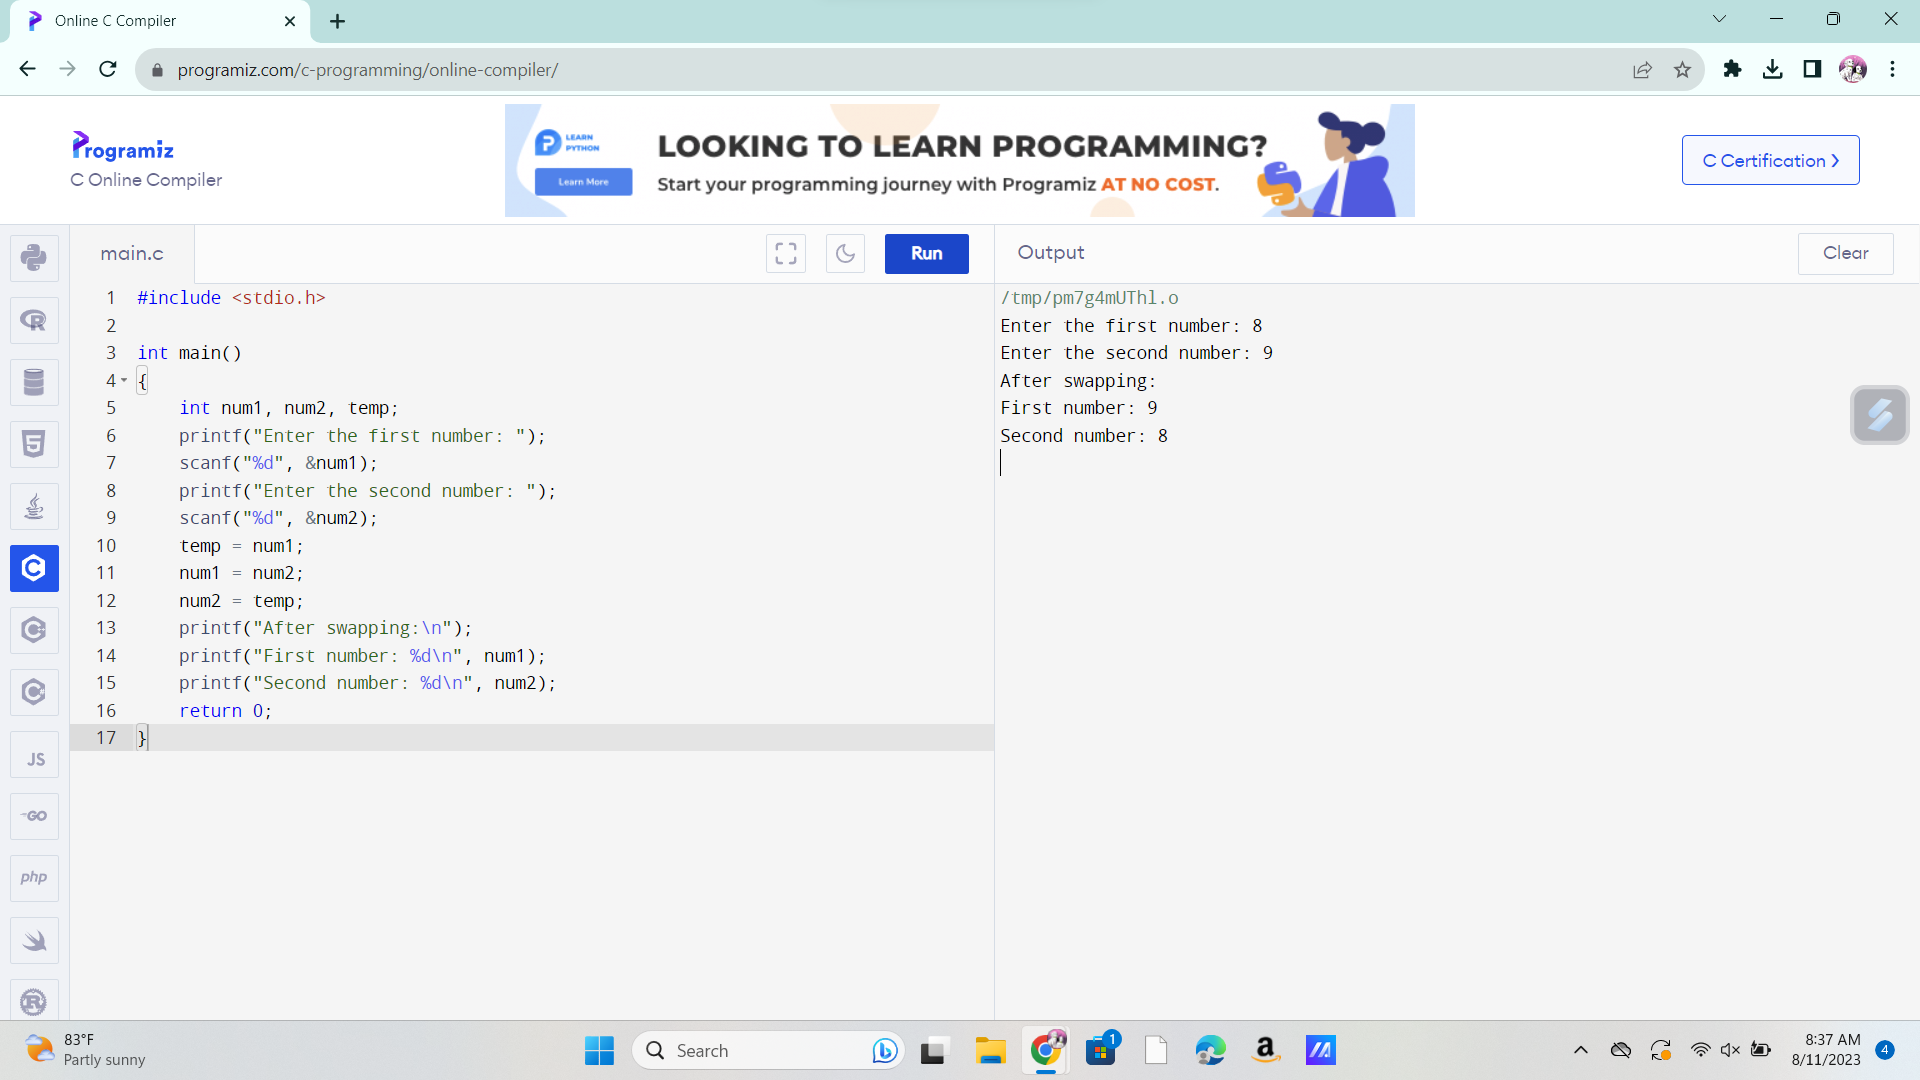 Online C Compiler
programiz.com/c-programming/online-compiler/
Programiz
C Online Compiler
LEARN
PYTHON
Learn More
LOOKING TO LEARN PROGRAMMING?
Start your programming journey with Programiz AT NO COST.
C Certification >
main.c
Run
Output
Clear
1 #include <stdio.h>
2
3 int main()
4 {
5 int num1, num2, temp;
6 printf("Enter the first number: ");
7 scanf("%d", &num1);
8 printf("Enter the second number: ");
9 scanf("%d", &num2);
10 temp = num1;
11 num1 = num2;
12 num2 = temp;
13 printf("After swapping:\n");
14 printf("First number: %d\n", num1);
15 printf("Second number: %d\n", num2);
16 return 0;
17 }
/tmp/pm7g4mUThl.o
Enter the first number: 8
Enter the second number: 9
After swapping:
First number: 9
Second number: 8
R
5
C
C
C
JS
GO
php
R
83°F
Partly sunny
Search
1
a
8:37 AM
8/11/2023
4